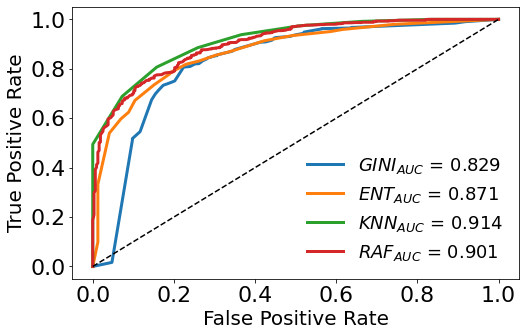 True Positive Rate
1.0
0.8
0.6
0.4
0.2
0.0
GINI_AUC = 0.829
ENT_AUC = 0.871
KNN_AUC = 0.914
RAF_AUC = 0.901
0.0 0.2 0.4 0.6 0.8 1.0
False Positive Rate